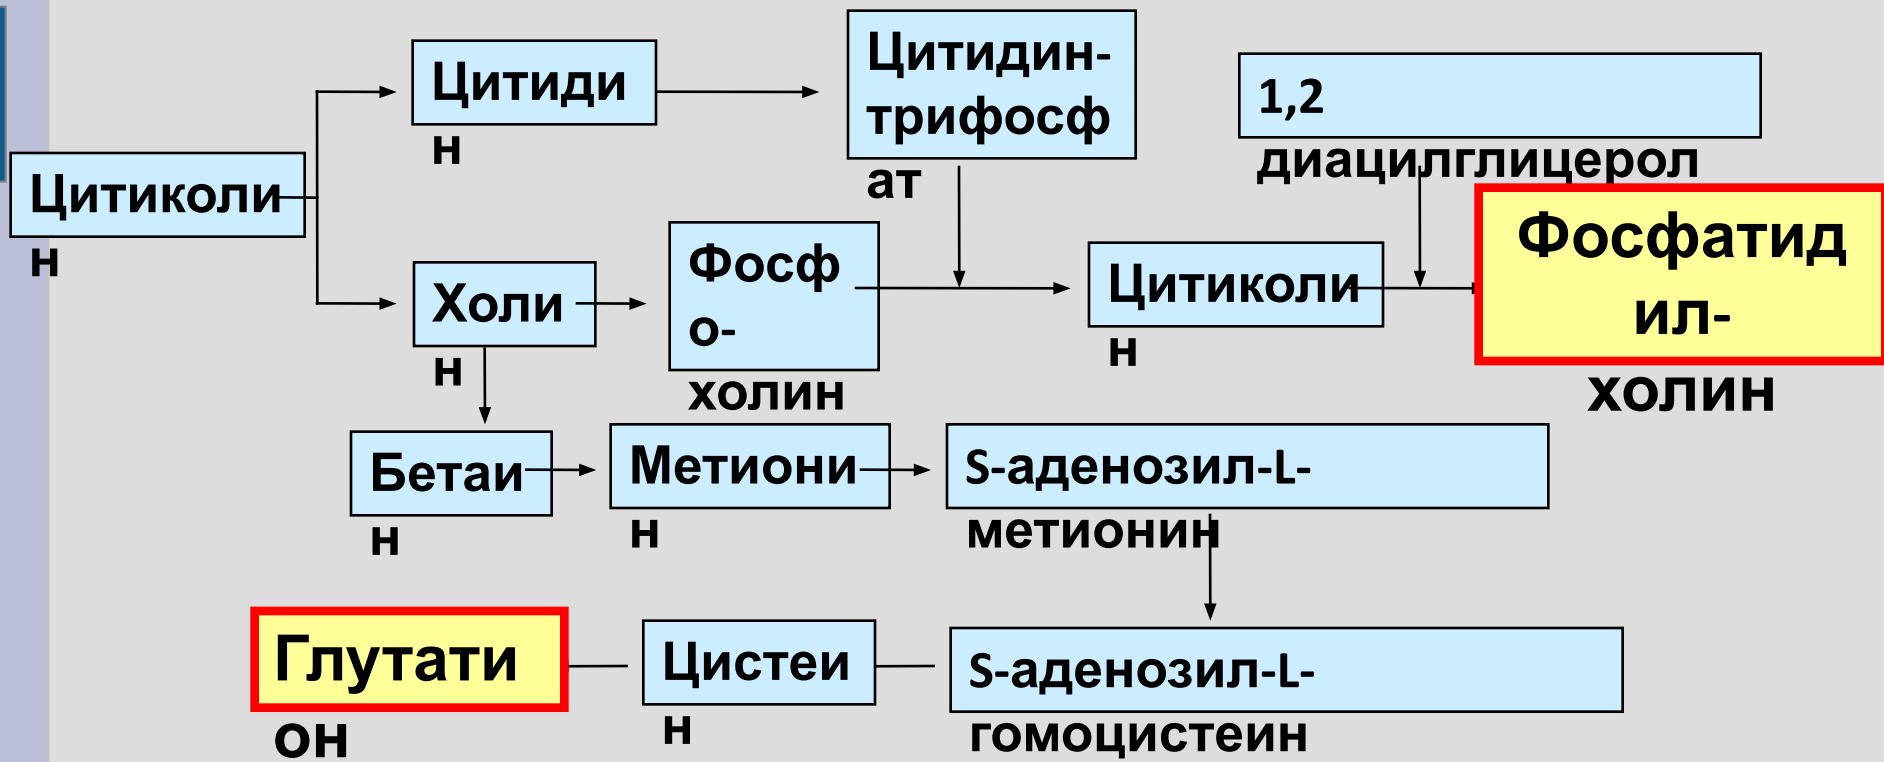 Цитиди
н
Цитидин-
трифосф
ат
1,2
диацилглицерол
Цитиколи
н
Холи
н
Фосф
о-
холин
Цитиколи
н
Фосфатид
ил-
холин
Бетаи
н
Метиони
н
S-аденозил-L-
метионин
Глутати
он
Цистеи
н
S-аденозил-L-
гомоцистеин